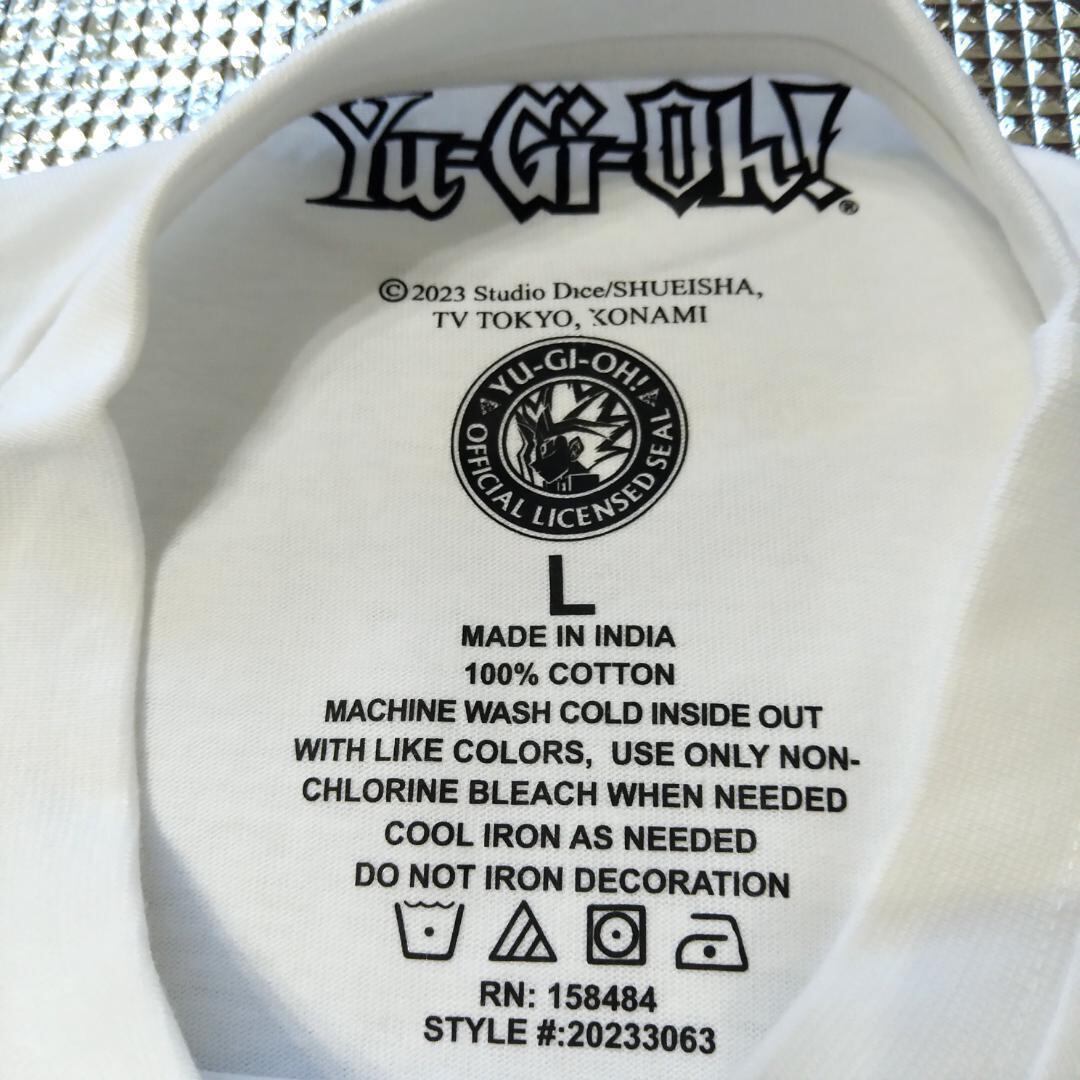 Yu-Gi-Oh!®
©2023 Studio Dice/SHUEISHA,
TV TOKYO, KONAMI
YU-GI-OH!
OFFICIAL LICENSED SEAL
L
MADE IN INDIA
100% COTTON
MACHINE WASH COLD INSIDE OUT
WITH LIKE COLORS, USE ONLY NON-
CHLORINE BLEACH WHEN NEEDED
COOL IRON AS NEEDED
DO NOT IRON DECORATION
RN: 158484
STYLE #:20233063